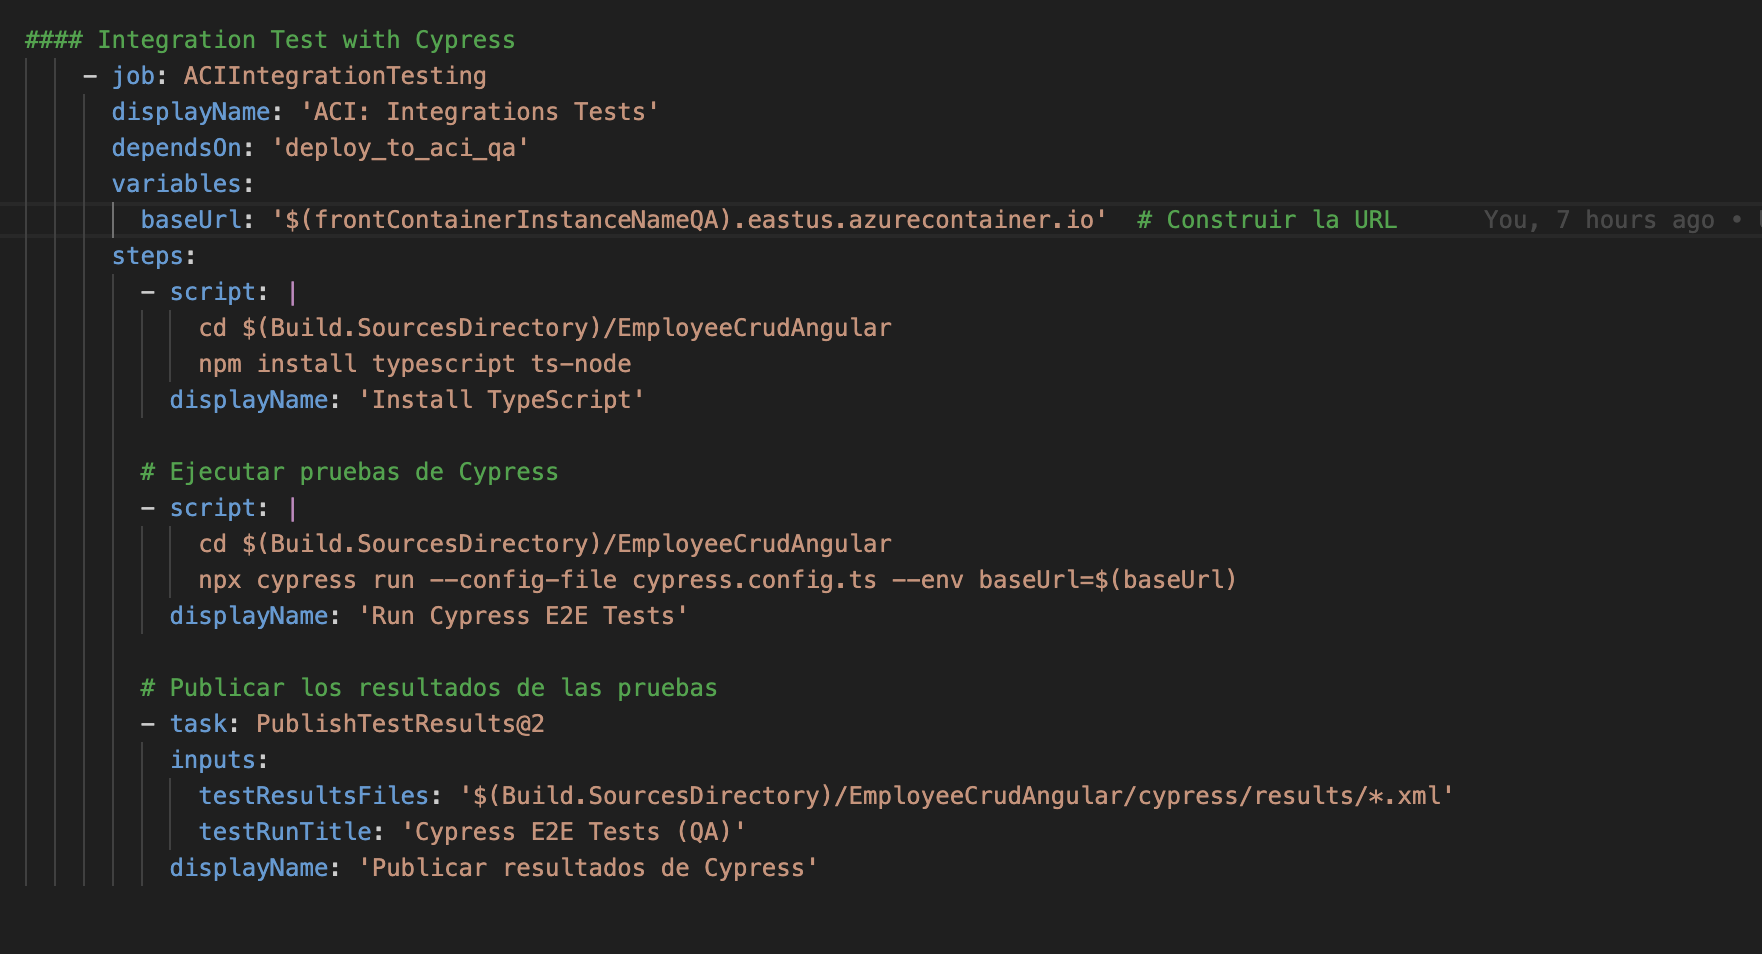 #### Integration Test with Cypress
- job: ACIIntegrationTesting
displayName: 'ACI: Integrations Tests'
dependsOn: 'deploy_to_aci_qa'
variables:
baseUrl: '$(frontContainerInstanceNameQA).eastus.azurecontainer.io' # Construir la URL You, 7 hours ago •
steps:
- script: |
cd $(Build.SourcesDirectory)/EmployeeCrudAngular
npm install typescript ts-node
displayName: 'Install TypeScript'
# Ejecutar pruebas de Cypress
- script: |
cd $(Build.SourcesDirectory)/EmployeeCrudAngular
npx cypress run --config-file cypress.config.ts --env baseUrl=$(baseUrl)
displayName: 'Run Cypress E2E Tests'
# Publicar los resultados de las pruebas
- task: PublishTestResults@2
inputs:
testResultsFiles: '$(Build.SourcesDirectory)/EmployeeCrudAngular/cypress/results/*.xml'
testRunTitle: 'Cypress E2E Tests (QA)'
displayName: 'Publicar resultados de Cypress'